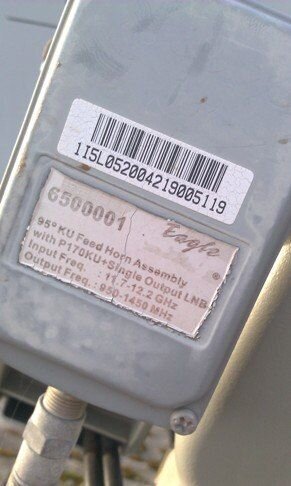 1I5L052004219005119
6500001 Eagle ®
95° KU Feed Horn Assembly
with P170KU+Single Output LNB
Input Freq. : 11.7-12.2 GHz
Output Freq. : 950-1450 MHz